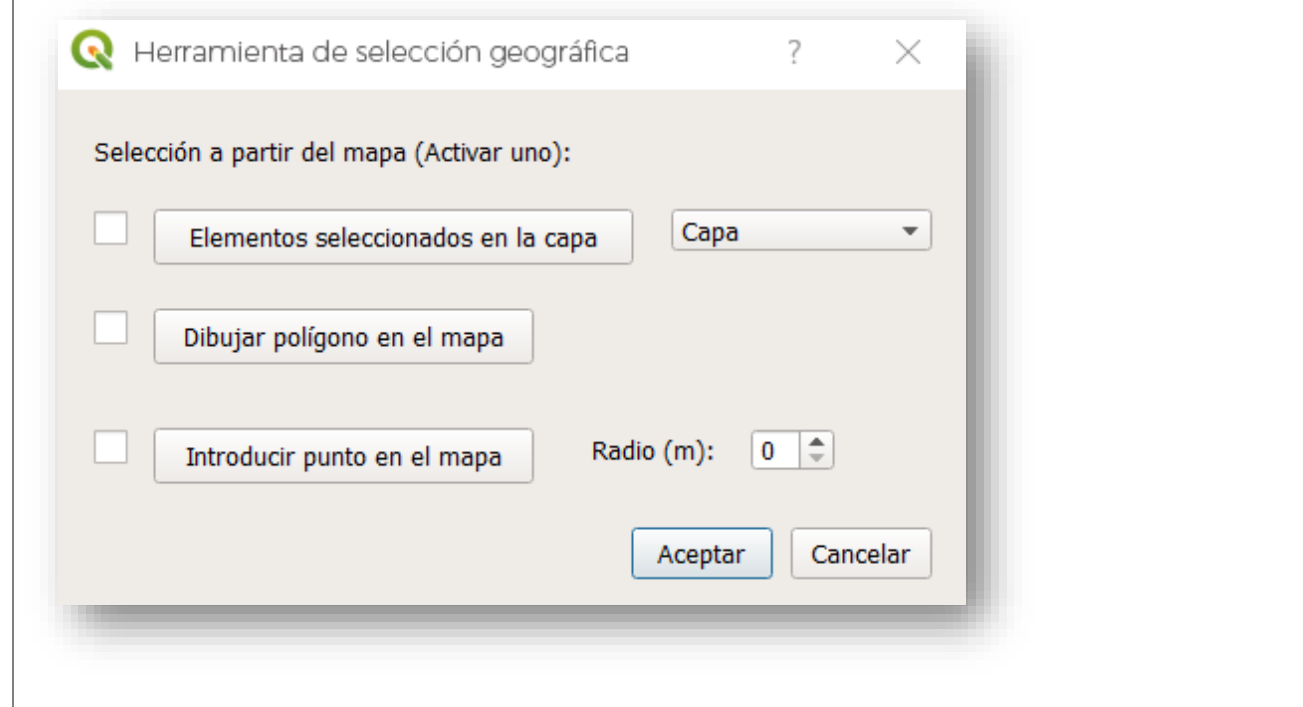 Herramienta de selección geográfica ?
Selección a partir del mapa (Activar uno):
Elementos seleccionados en la capa Capa
Dibujar polígono en el mapa
Introducir punto en el mapa Radio (m): 0
Aceptar Cancelar